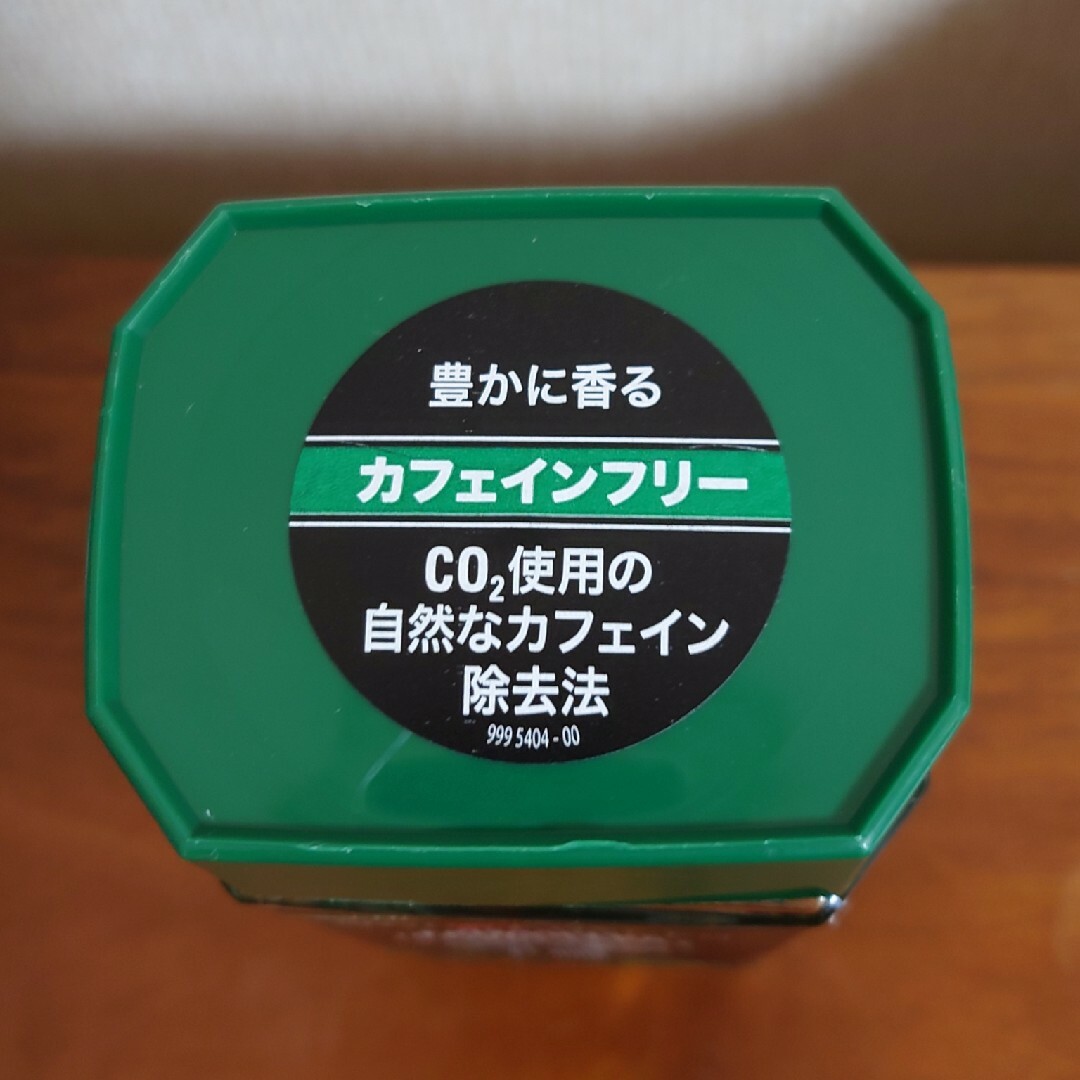 豊かに香る
カフェインフリー
CO₂使用の
自然なカフェイン
除去法
999 5404-00